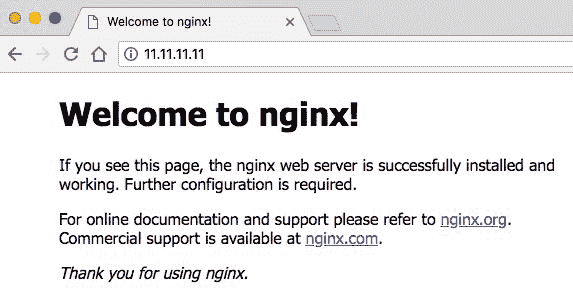 Welcome to nginx!
11.11.11.11
Welcome to nginx!
If you see this page, the nginx web server is successfully installed and
working. Further configuration is required.
For online documentation and support please refer to nginx.org.
Commercial support is available at nginx.com.
Thank you for using nginx.